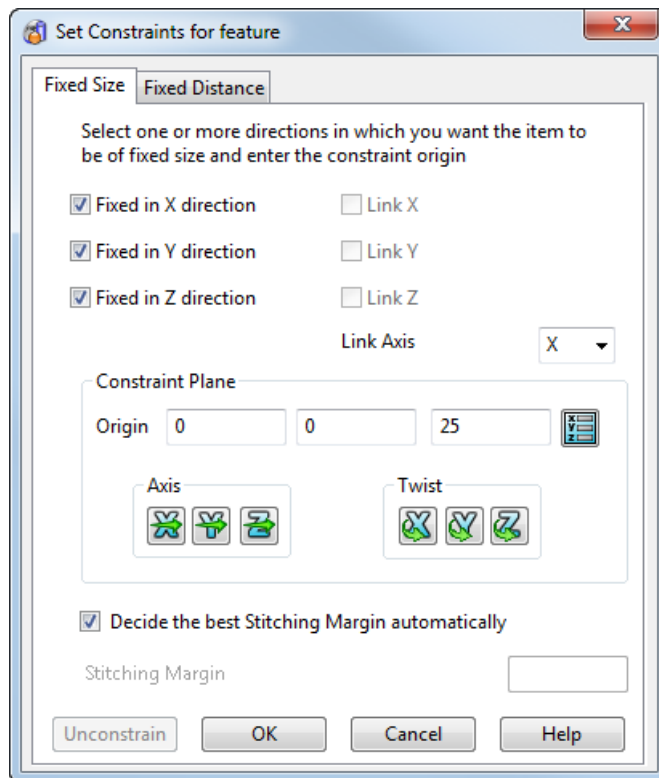 Set Constraints for feature
Fixed Size
Fixed Distance
Select one or more directions in which you want the item to
be of fixed size and enter the constraint origin
Fixed in X direction
Link X
Fixed in Y direction
Link Y
Fixed in Z direction
Link Z
Link Axis
X
Constraint Plane
Origin
0
0
25
X
Y
Z
Axis
Twist
X
Y
Z
X
Y
Z
Decide the best Stitching Margin automatically
Stitching Margin
Unconstrain
OK
Cancel
Help